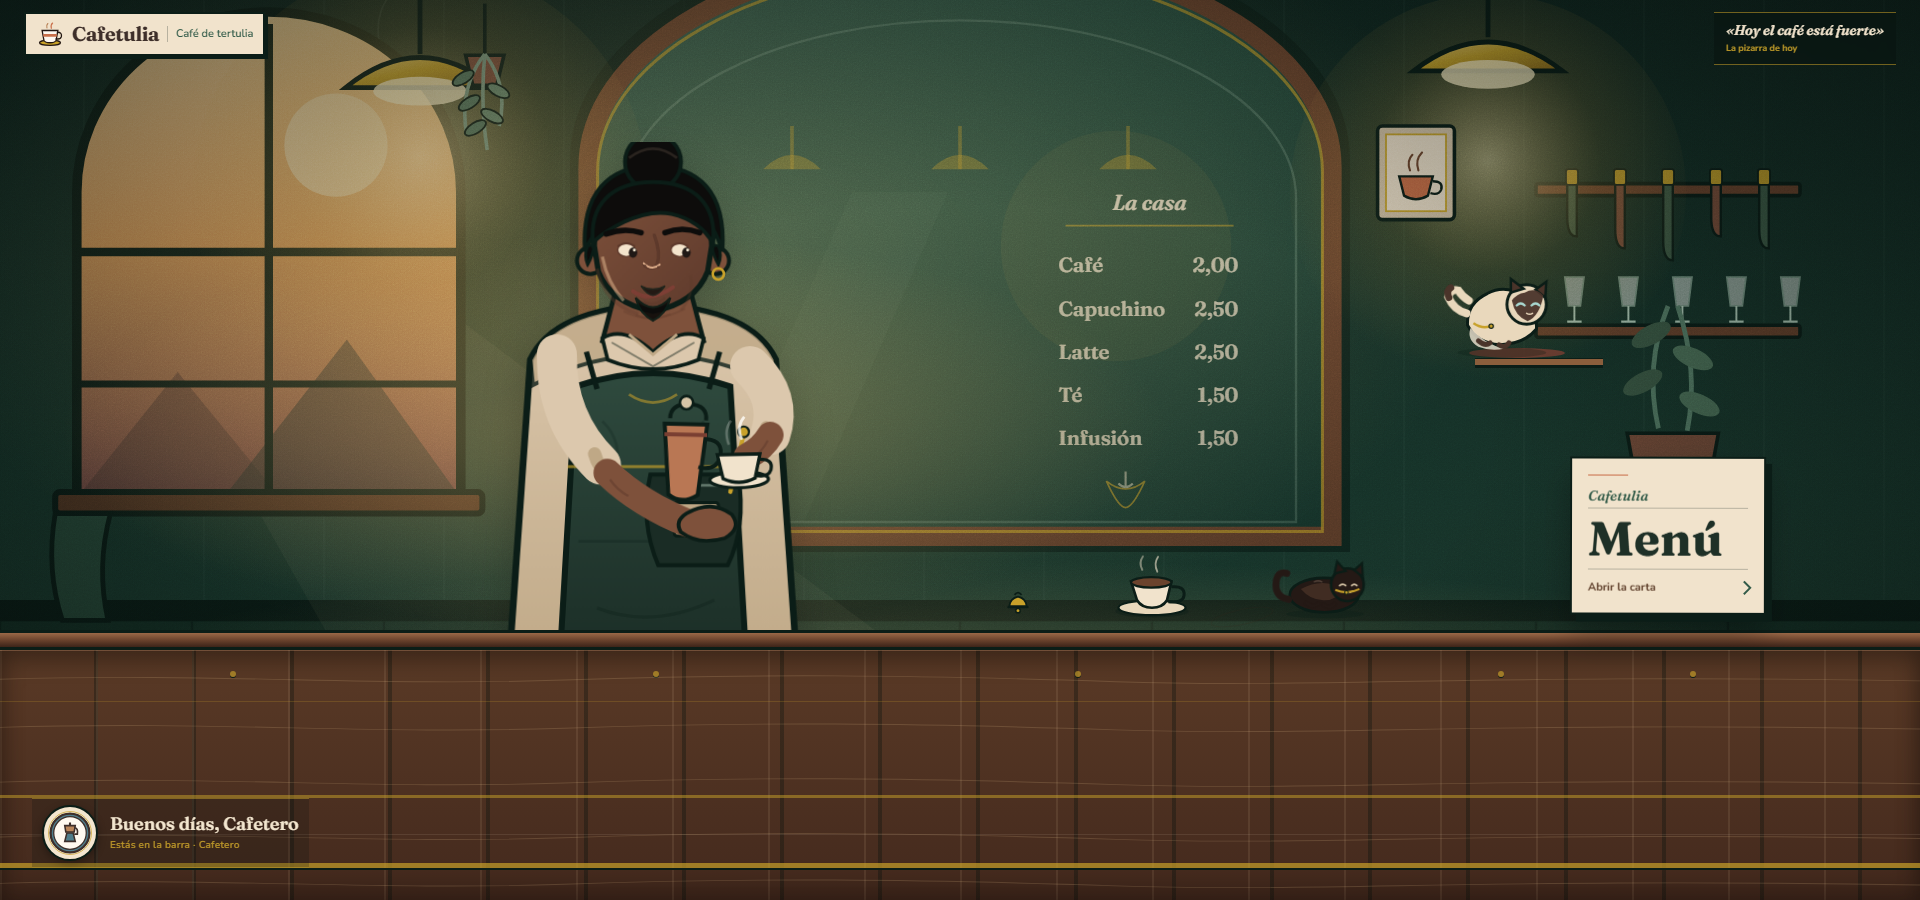 Cafetulia
Café de tertulia
«Hoy el café está fuerte»
La pizarra de hoy
La casa
Café 2,00
Capuchino 2,50
Latte 2,50
Té 1,50
Infusión 1,50
Cafetulia
Menú
Abrir la carta
Buenos días, Cafetero
Estás en la barra · Cafetero